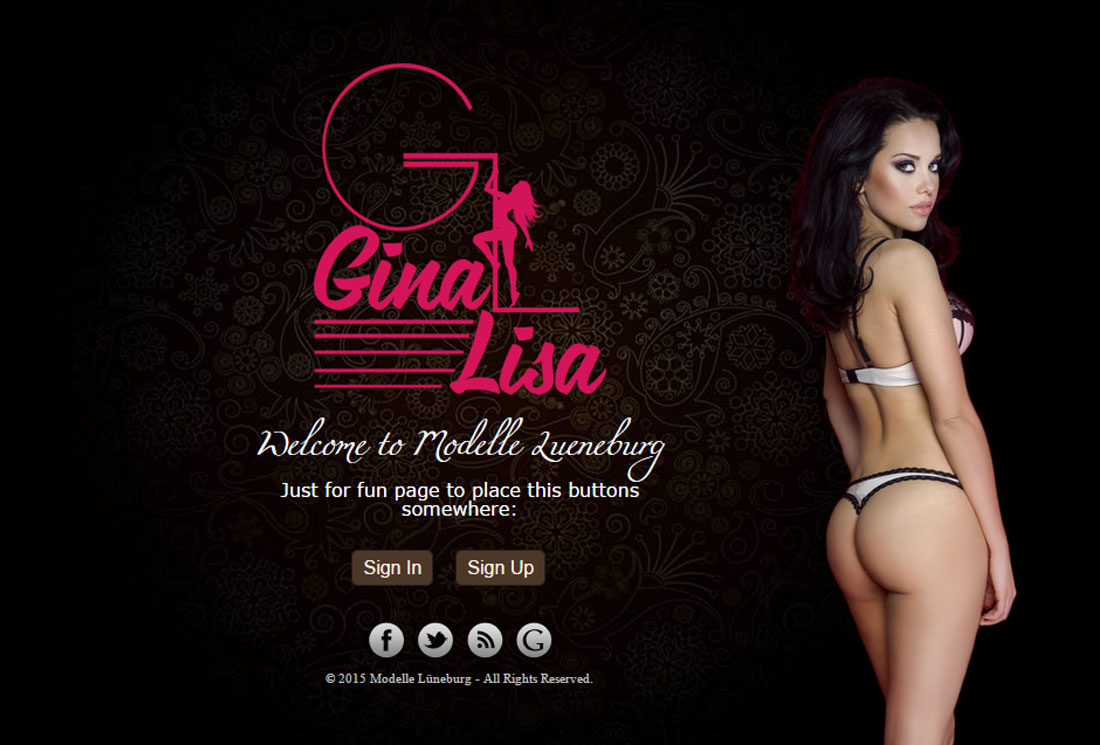 G
Gina
Lisa
Welcome to Modelle Lueneburg
Just for fun page to place this buttons
somewhere:
Sign In Sign Up
© 2015 Modelle Lüneburg - All Rights Reserved.